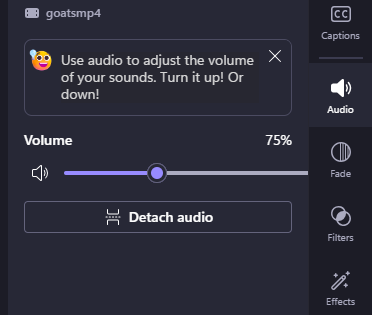 goatsmp4
Use audio to adjust the volume
of your sounds. Turn it up! Or
down!
Volume 75%
Detach audio
CC
Captions
Audio
Fade
Filters
Effects